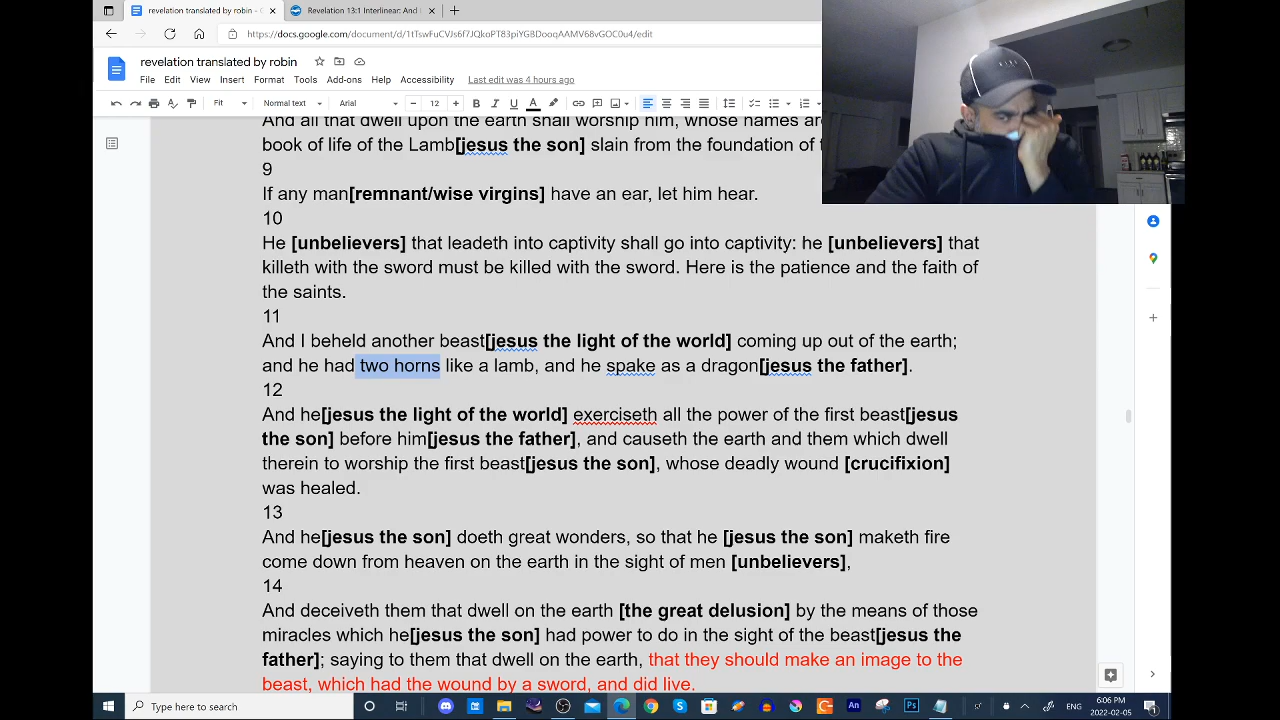 revelation translated by robin - G
Revelation 13:1 Interlinear: And I
https://docs.google.com/document/d/1tTswFuCVJs6f7JQkoPT83piYGBDooqAAMV68vGOC0u4/edit
revelation translated by robin
File Edit View Insert Format Tools Add-ons Help Accessibility Last edit was 4 hours ago
Fit Normal text Arial 12
And all that dwell upon the earth shall worship him, whose names are
book of life of the Lamb[jesus the son] slain from the foundation of
9
If any man[remnant/wise virgins] have an ear, let him hear.
10
He [unbelievers] that leadeth into captivity shall go into captivity: he [unbelievers] that
killeth with the sword must be killed with the sword. Here is the patience and the faith of
the saints.
11
And I beheld another beast[jesus the light of the world] coming up out of the earth;
and he had two horns like a lamb, and he spake as a dragon[jesus the father].
12
And he[jesus the light of the world] exerciseth all the power of the first beast[jesus
the son] before him[jesus the father], and causeth the earth and them which dwell
therein to worship the first beast[jesus the son], whose deadly wound [crucifixion]
was healed.
13
And he[jesus the son] doeth great wonders, so that he [jesus the son] maketh fire
come down from heaven on the earth in the sight of men [unbelievers],
14
And deceiveth them that dwell on the earth [the great delusion] by the means of those
miracles which he[jesus the son] had power to do in the sight of the beast[jesus the
father]; saying to them that dwell on the earth, that they should make an image to the
beast, which had the wound by a sword, and did live.
Type here to search
ENG
6:06 PM
2022-02-05